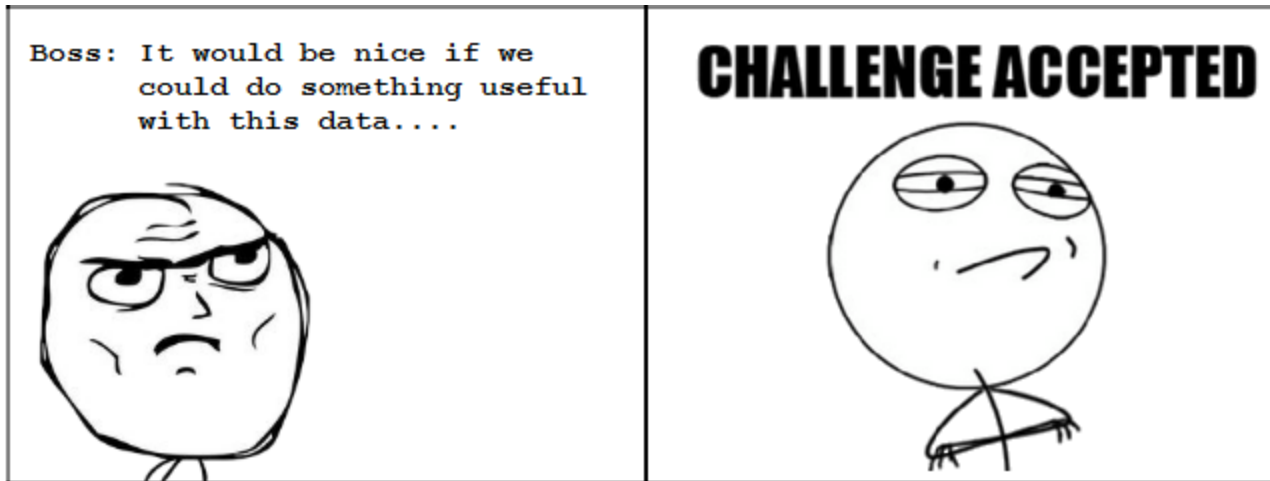 Boss: It would be nice if we
could do something useful
with this data....
CHALLENGE ACCEPTED